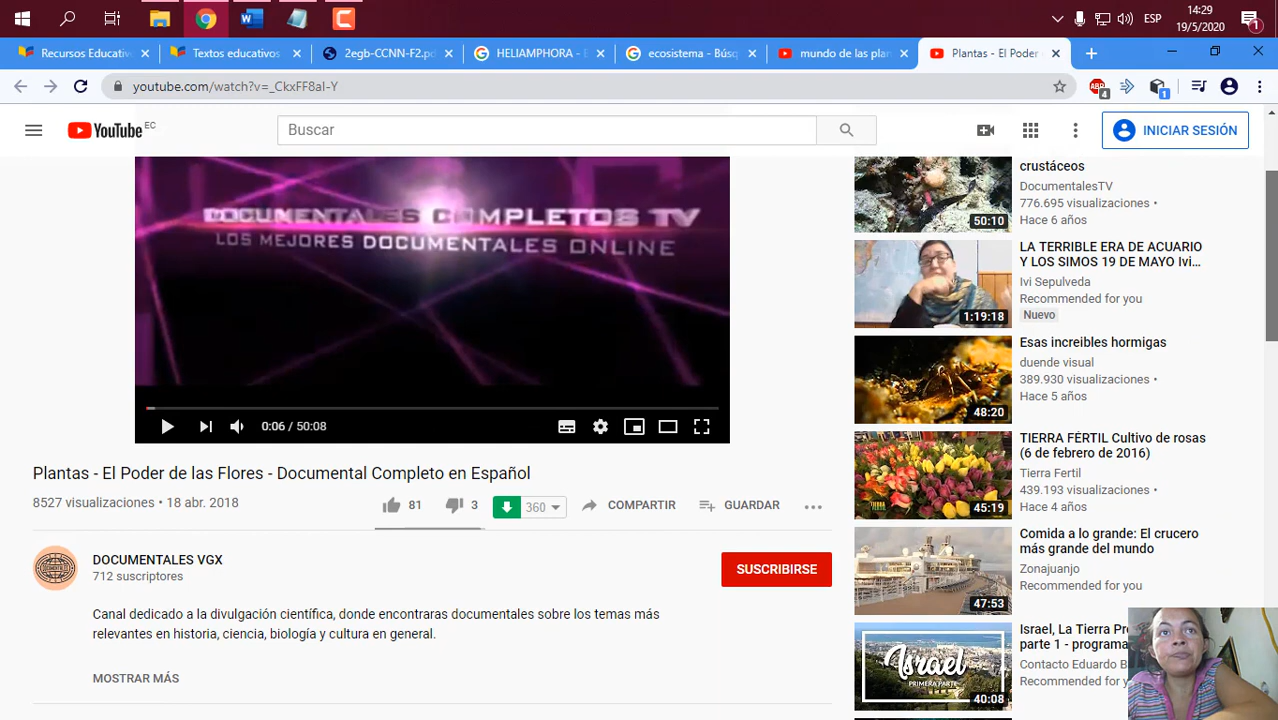 14:29
ESP
19/5/2020
1
Recursos Educativ
Textos educativos
2egb-CCNN-F2.pd
HELIAMPHORA - B
ecosistema - Búsq
mundo de las plan
Plantas - El Poder
youtube.com/watch?v=_CkxFF8aI-Y
4
1
YouTube EC
Buscar
INICIAR SESIÓN
DOCUMENTALES COMPLETOS TV
LOS MEJORES DOCUMENTALES ONLINE
0:06 / 50:08
Plantas - El Poder de las Flores - Documental Completo en Español
8527 visualizaciones • 18 abr. 2018
81
3
360
COMPARTIR
GUARDAR
DOCUMENTALES VGX
712 suscriptores
SUSCRIBIRSE
Canal dedicado a la divulgación cientifica, donde encontraras documentales sobre los temas más
relevantes en historia, ciencia, biología y cultura en general.
MOSTRAR MÁS
crustáceos
DocumentalesTV
776.695 visualizaciones •
Hace 6 años
50:10
LA TERRIBLE ERA DE ACUARIO
Y LOS SIMOS 19 DE MAYO Ivi...
Ivi Sepulveda
Recommended for you
Nuevo
1:19:18
Esas increibles hormigas
duende visual
389.930 visualizaciones •
Hace 5 años
48:20
TIERRA FÉRTIL Cultivo de rosas
(6 de febrero de 2016)
Tierra Fertil
439.193 visualizaciones •
Hace 4 años
45:19
Comida a lo grande: El crucero
más grande del mundo
Zonajuanjo
Recommended for you
47:53
Israel, La Tierra Pr
parte 1 - programa
Contacto Eduardo B
Recommended for y
Israel
PRIMERA PARTE
40:08